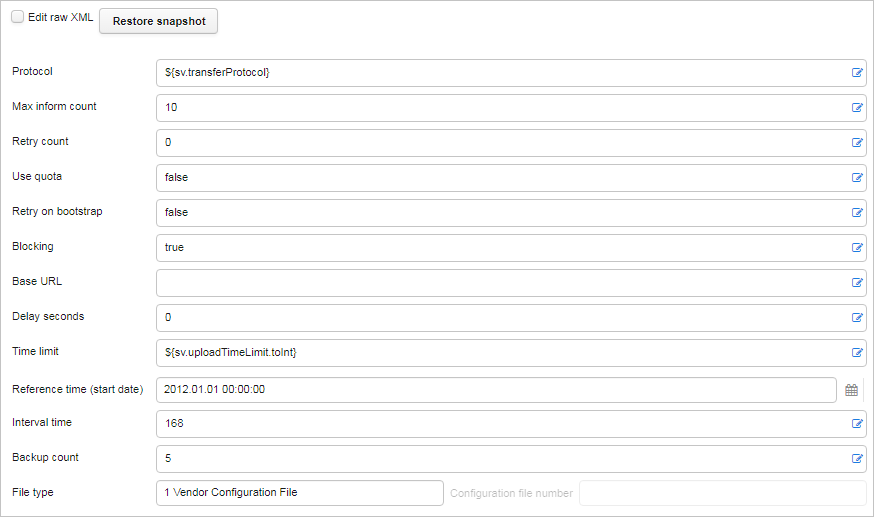 Edit raw XML Restore snapshot
Protocol ${sv.transferProtocol}
Max inform count 10
Retry count 0
Use quota false
Retry on bootstrap false
Blocking true
Base URL
Delay seconds 0
Time limit ${sv.uploadTimeLimit.toInt}
Reference time (start date) 2012.01.01 00:00:00
Interval time 168
Backup count 5
File type 1 Vendor Configuration File Configuration file number